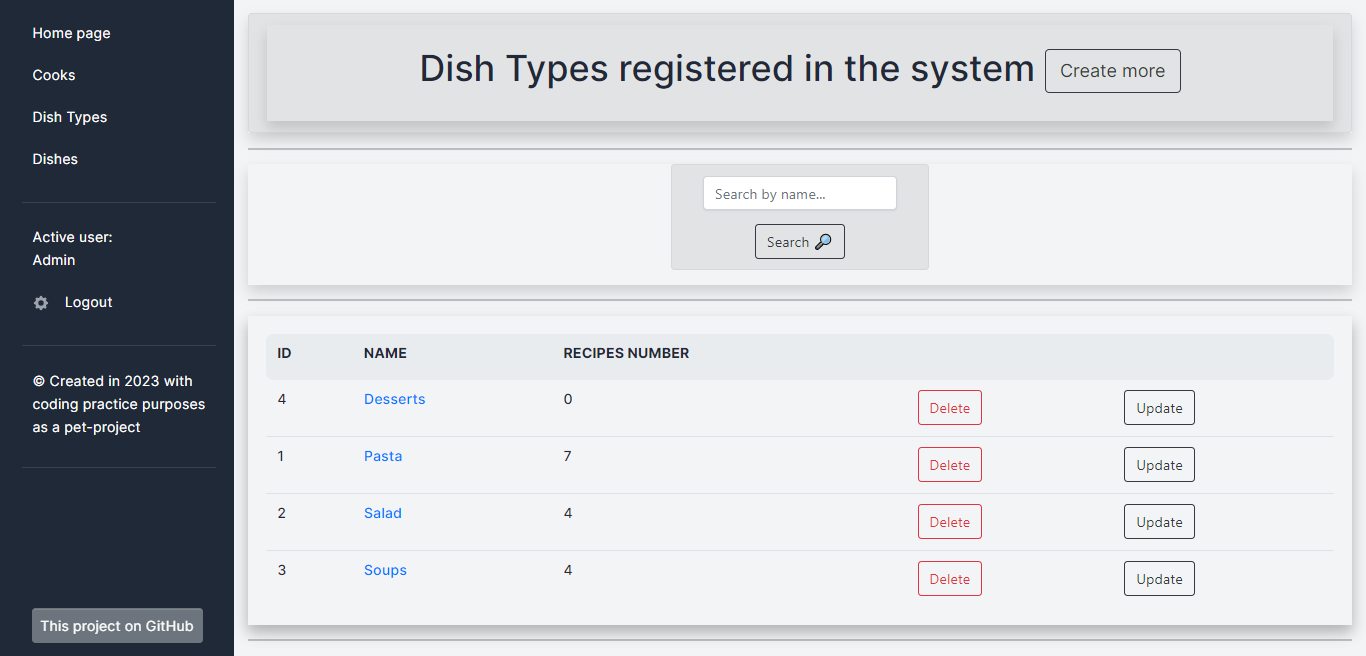 Home page
Cooks
Dish Types
Dishes
Active user:
Admin
Logout
© Created in 2023 with
coding practice purposes
as a pet-project
This project on GitHub
Dish Types registered in the system Create more
Search by name...
Search
ID NAME RECIPES NUMBER
4 Desserts 0 Delete Update
1 Pasta 7 Delete Update
2 Salad 4 Delete Update
3 Soups 4 Delete Update